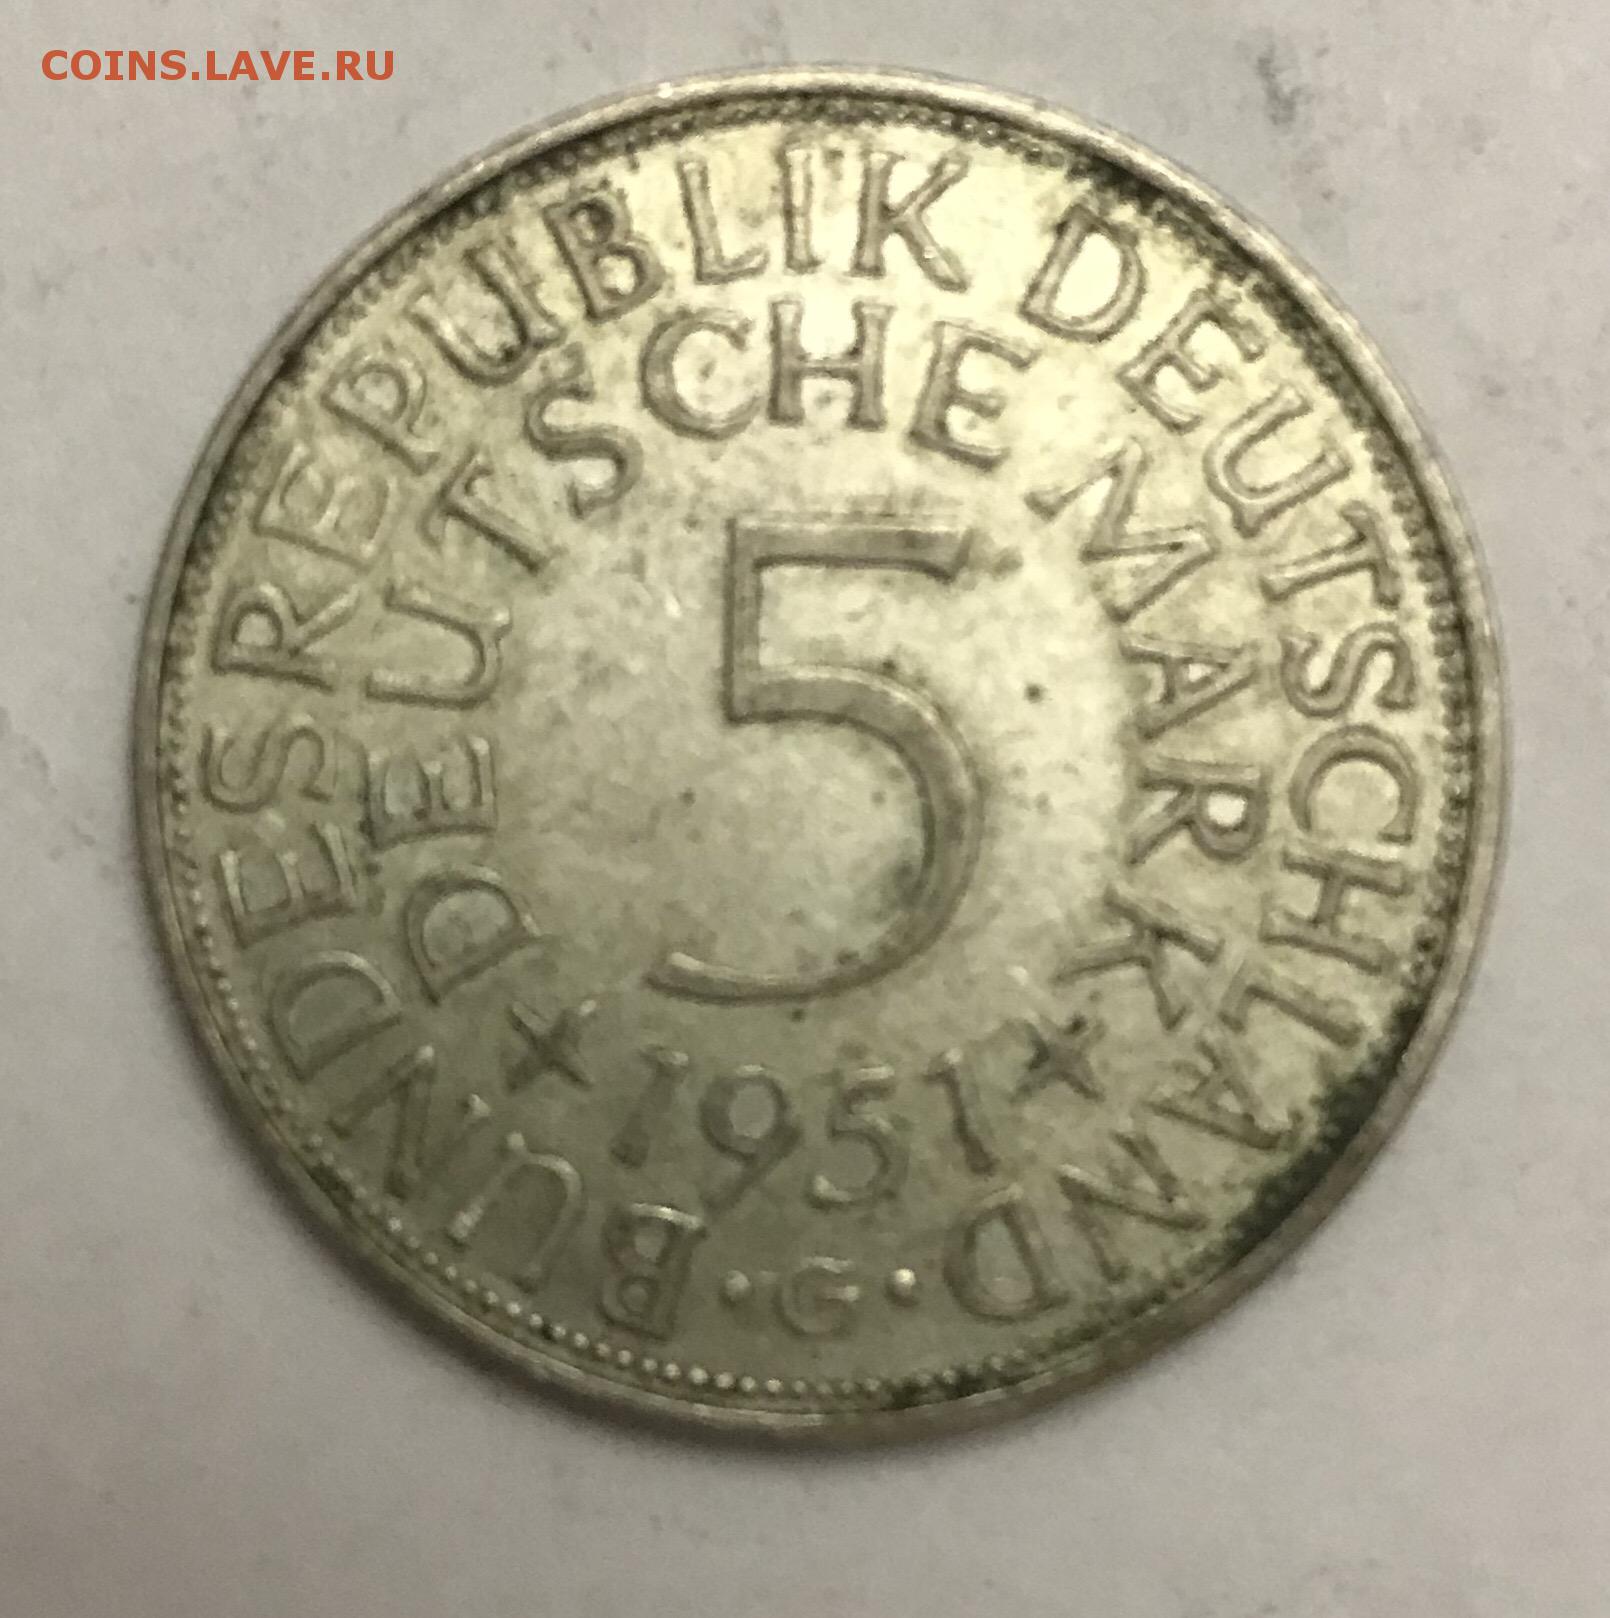 COINS.LAVE.RU
BUNDESREPUBLIK DEUTSCHLAND
DEUTSCHE MARK
5
1951
· G ·